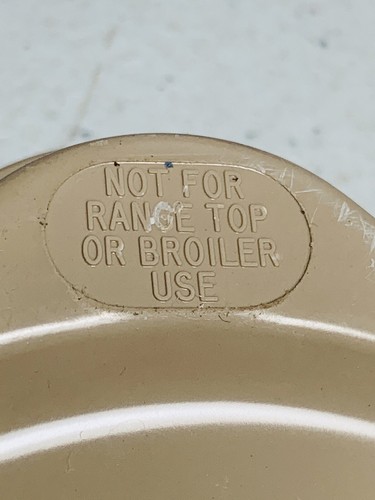 NOT FOR
RANGE TOP
OR BROILER
USE